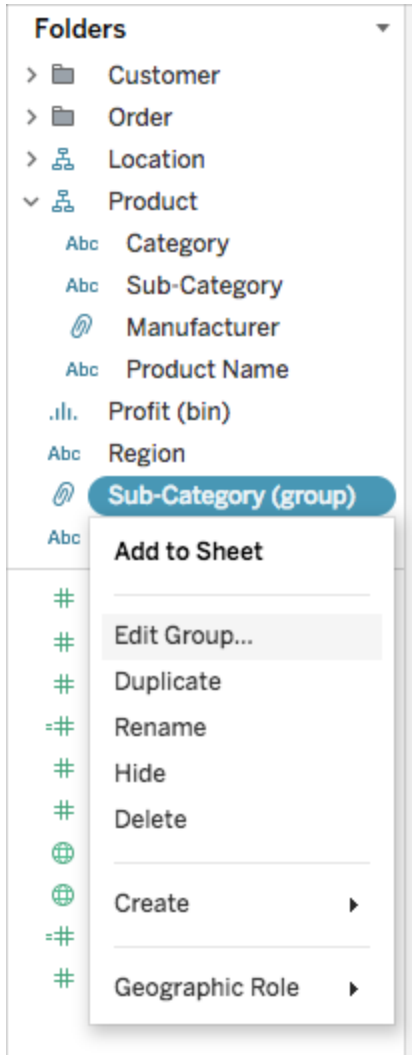 Folders
Customer
Order
Location
Product
Abc Category
Abc Sub-Category
Manufacturer
Abc Product Name
Profit (bin)
Abc Region
Sub-Category (group)
Abc
Add to Sheet
#
# Edit Group...
# Duplicate
=# Rename
# Hide
# Delete
Create
=#
# Geographic Role